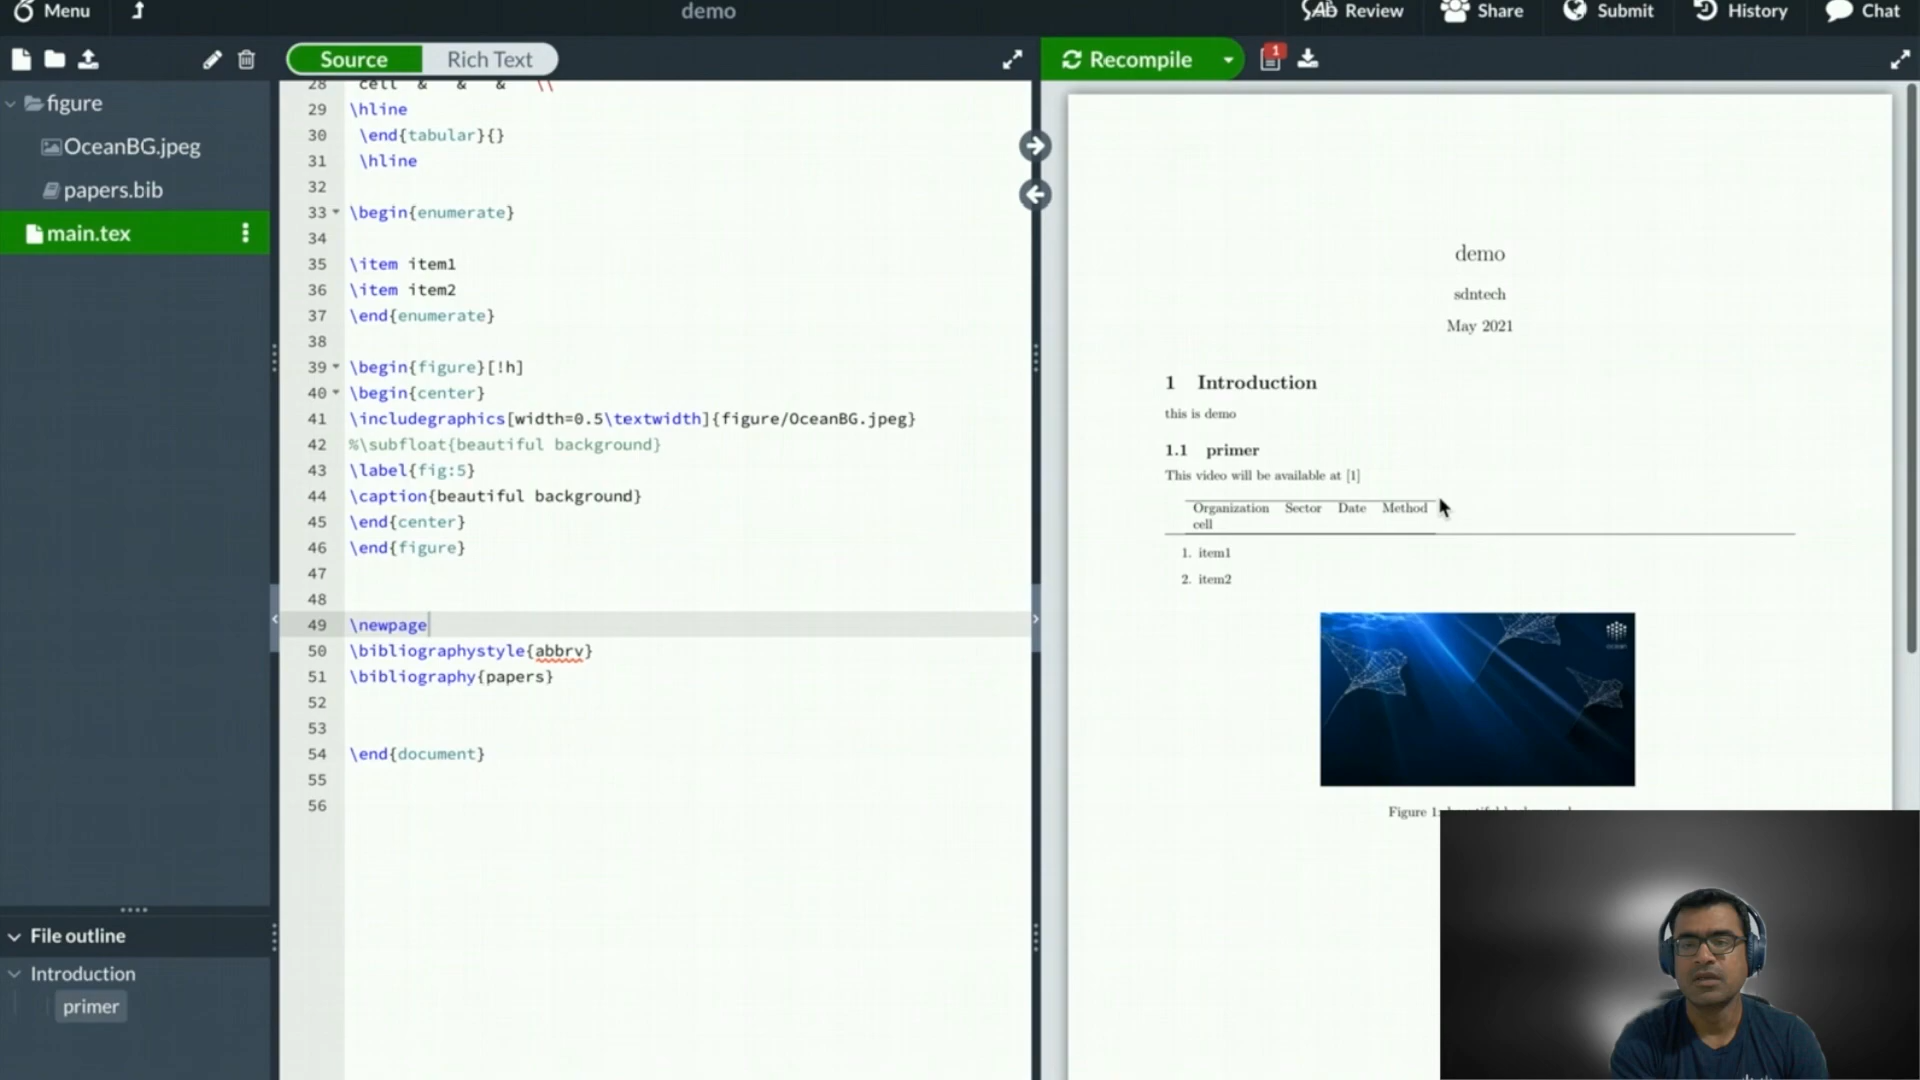 Menu
demo
Review
Share
Submit
History
Chat
Source
Rich Text
Recompile
1
figure
OceanBG.jpeg
papers.bib
main.tex
File outline
Introduction
primer
28 cell & & & \\
29 \hline
30 \end{tabular}{}
31 \hline
32
33 \begin{enumerate}
34
35 \item item1
36 \item item2
37 \end{enumerate}
38
39 \begin{figure}[!h]
40 \begin{center}
41 \includegraphics[width=0.5\textwidth]{figure/OceanBG.jpeg}
42 %\subfloat{beautiful background}
43 \label{fig:5}
44 \caption{beautiful background}
45 \end{center}
46 \end{figure}
47
48
49 \newpage
50 \bibliographystyle{abbrv}
51 \bibliography{papers}
52
53
54 \end{document}
55
56
demo
sdntech
May 2021
1 Introduction
this is demo
1.1 primer
This video will be available at [1]
Organization Sector Date Method
cell
1. item1
2. item2
ocean
Figure 1: